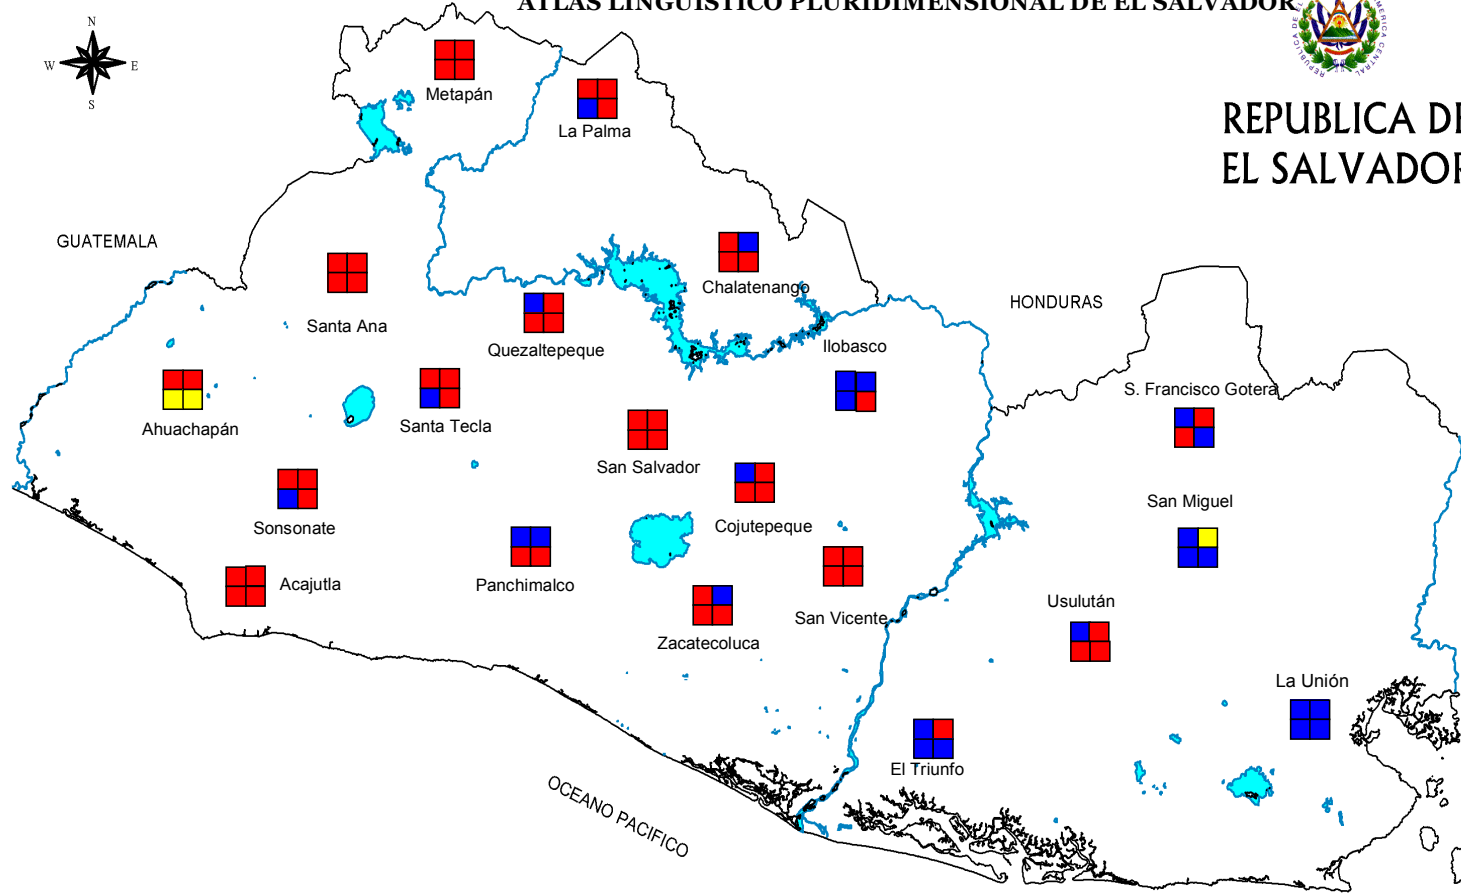 ATLAS LINGÜÍSTICO PLURIDIMENSIONAL DE EL SALVADOR
N
W
E
S
Metapán
La Palma
REPUBLICA DE
EL SALVADOR
GUATEMALA
Chalatenango
HONDURAS
Santa Ana
Quezaltepeque
Ilobasco
S. Francisco Gotera
Ahuachapán
Santa Tecla
San Salvador
San Miguel
Sonsonate
Cojutepeque
Acajutla
Panchimalco
Usulután
San Vicente
Zacatecoluca
La Unión
El Triunfo
OCEANO PACIFICO